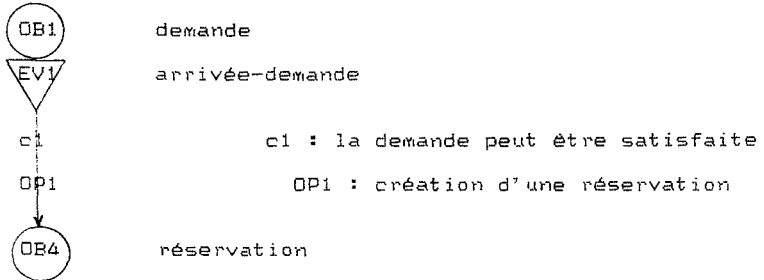 OB1 demande
EV1 arrivée-demande
c1 c1 : la demande peut être satisfaite
OP1 OP1 : création d'une réservation
OB4 réservation